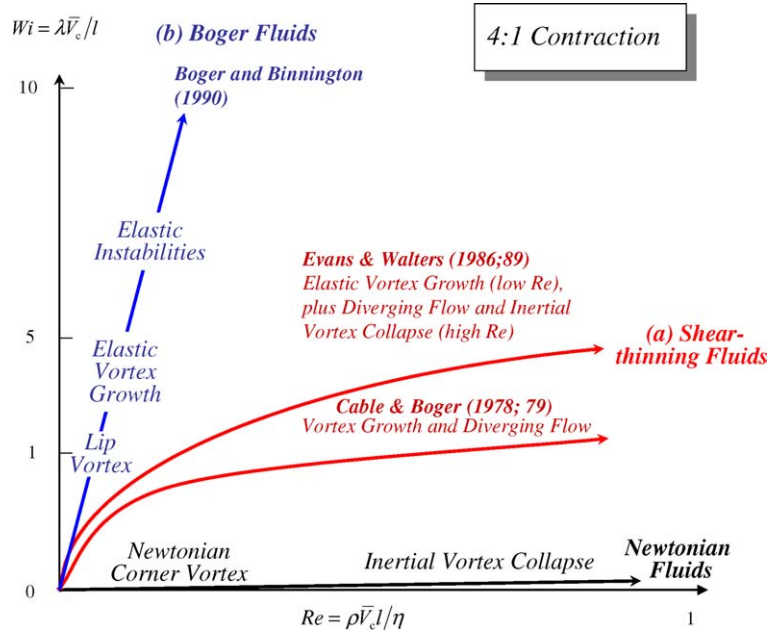 Wi = λV̄c/l
(b) Boger Fluids
4:1 Contraction
Boger and Binnington
(1990)
10
Elastic
Instabilities
Evans & Walters (1986;89)
Elastic Vortex Growth (low Re),
plus Diverging Flow and Inertial
Vortex Collapse (high Re)
(a) Shear-
thinning Fluids
5
Elastic
Vortex
Growth
Cable & Boger (1978; 79)
Vortex Growth and Diverging Flow
Lip
Vortex
1
Newtonian
Corner Vortex
Inertial Vortex Collapse
Newtonian
Fluids
0
Re = ρV̄cl/η
1